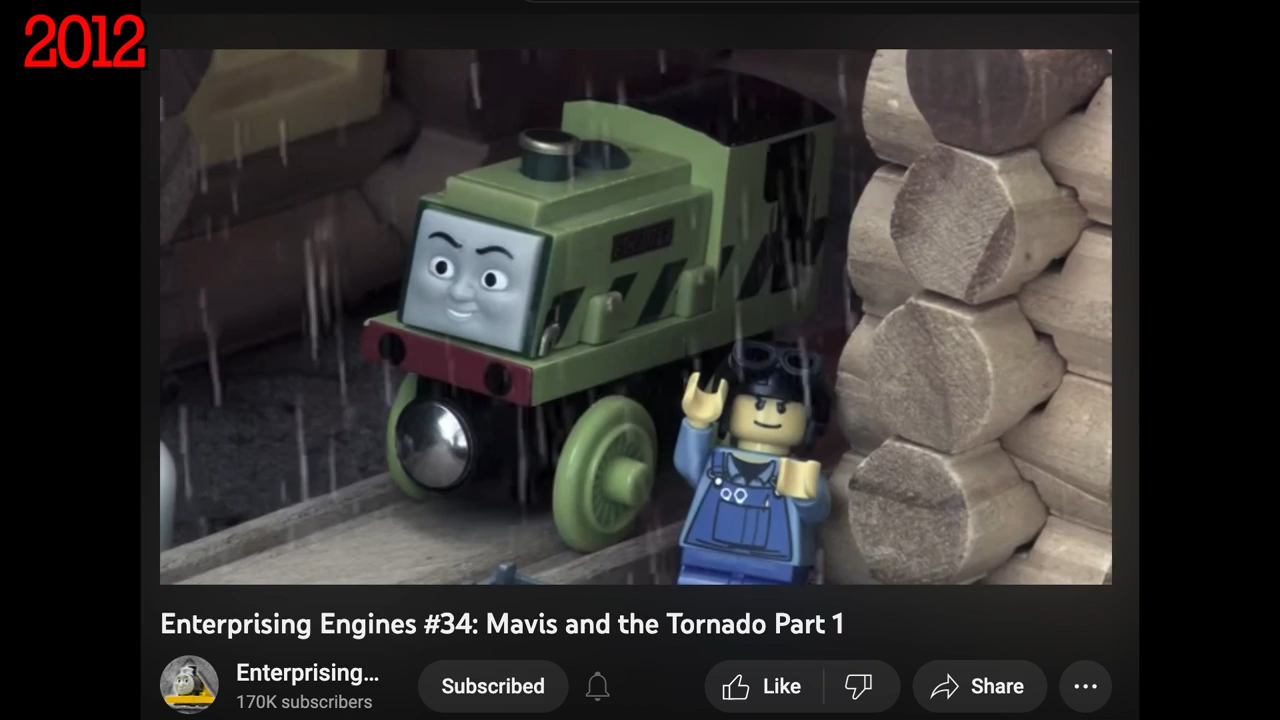 2012
Enterprising Engines #34: Mavis and the Tornado Part 1
Enterprising...
170K subscribers
Subscribed
Like
Share